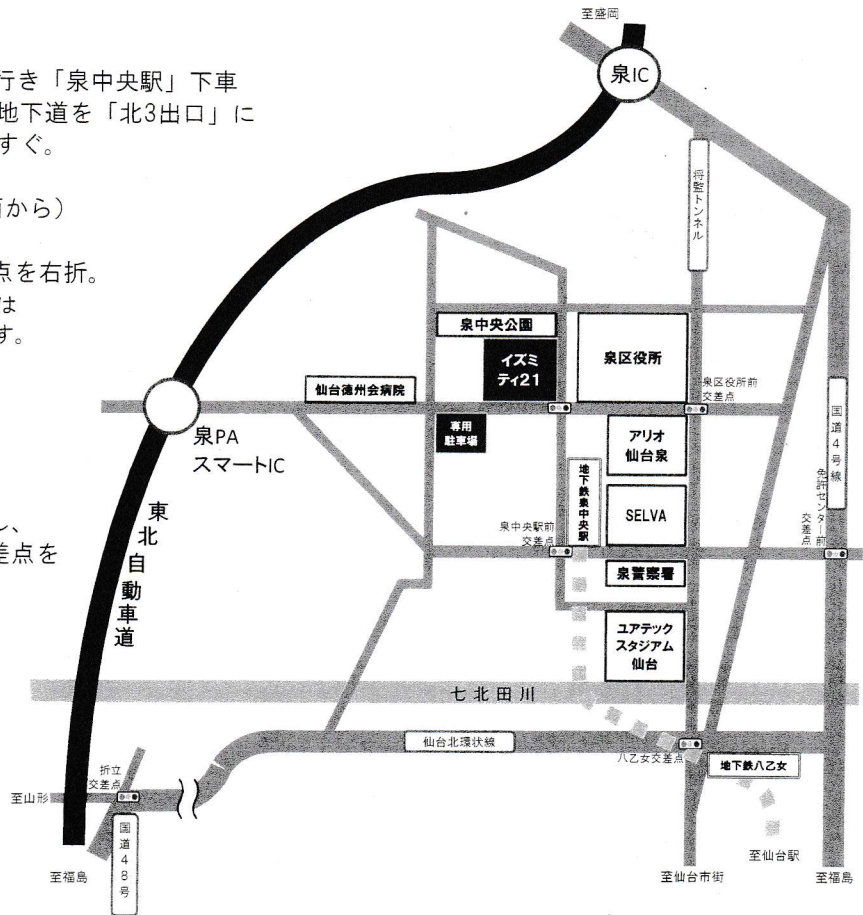 行き「泉中央駅」下車
地下道を「北3出口」に
すぐ。
から)
点を右折。
は
す。
し、
差点を
至盛岡
泉IC
将監トンネル
泉中央公園
イズミ
ティ21
泉区役所
仙台徳州会病院
泉区役所前
交差点
国道4号線
泉PA
スマートIC
専用
駐車場
アリオ
仙台泉
地下鉄泉中央駅
SELVA
免許センター前
交差点
泉中央駅前
交差点
東北自動車道
泉警察署
ユアテック
スタジアム
仙台
七北田川
仙台北環状線
八乙女交差点
地下鉄八乙女
折立
交差点
至山形
国道48号
至福島
至仙台駅
至仙台市街
至福島